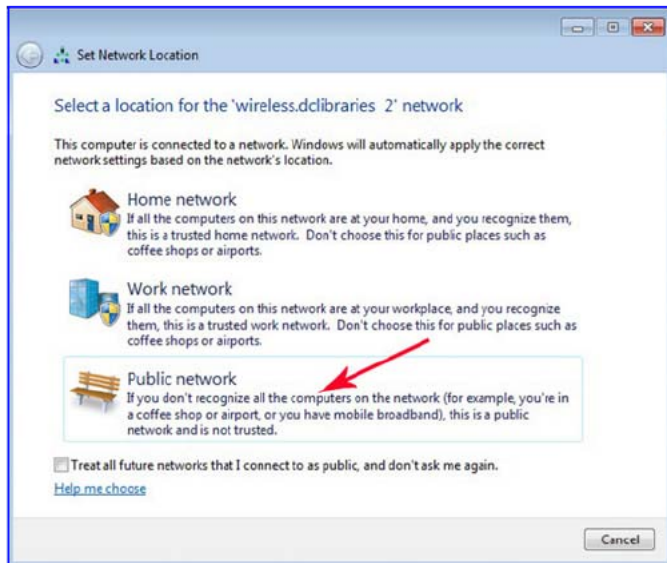 Set Network Location
Select a location for the 'wireless.dclibraries 2' network
This computer is connected to a network. Windows will automatically apply the correct
network settings based on the network's location.
Home network
If all the computers on this network are at your home, and you recognize them,
this is a trusted home network. Don't choose this for public places such as
coffee shops or airports.
Work network
If all the computers on this network are at your workplace, and you recognize
them, this is a trusted work network. Don't choose this for public places such as
coffee shops or airports.
Public network
If you don't recognize all the computers on the network (for example, you're in
a coffee shop or airport, or you have mobile broadband), this is a public
network and is not trusted.
Treat all future networks that I connect to as public, and don't ask me again.
Help me choose
Cancel